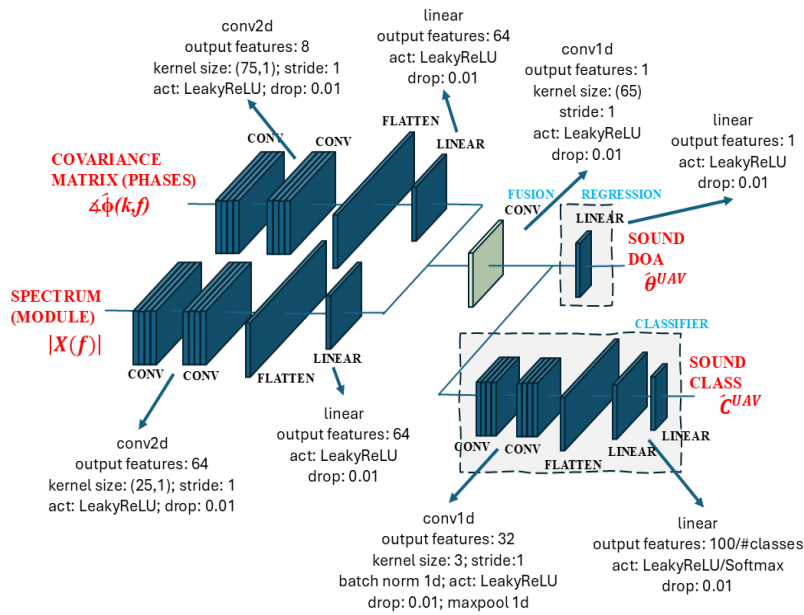 conv2d
output features: 8
kernel size: (75,1); stride: 1
act: LeakyReLU; drop: 0.01
linear
output features: 64
act: LeakyReLU
drop: 0.01
conv1d
output features: 1
kernel size: (65)
stride: 1
act: LeakyReLU
drop: 0.01
linear
output features: 1
act: LeakyReLU
drop: 0.01
COVARIANCE
MATRIX (PHASES)
∡ϕ́(k,f)
CONV
CONV
FLATTEN
LINEAR
FUSION
CONV
REGRESSION
LINEAR
SOUND
DOA
θ́ᵁᴬⱽ
SPECTRUM
(MODULE)
|X(f)|
CONV
CONV
FLATTEN
LINEAR
CLASSIFIER
SOUND
CLASS
Ćᵁᴬⱽ
CONV
CONV
FLATTEN
LINEAR
LINEAR
conv2d
output features: 64
kernel size: (25,1); stride: 1
act: LeakyReLU; drop: 0.01
linear
output features: 64
act: LeakyReLU
drop: 0.01
conv1d
output features: 32
kernel size: 3; stride:1
batch norm 1d; act: LeakyReLU
drop: 0.01; maxpool 1d
linear
output features: 100/#classes
act: LeakyReLU/Softmax
drop: 0.01